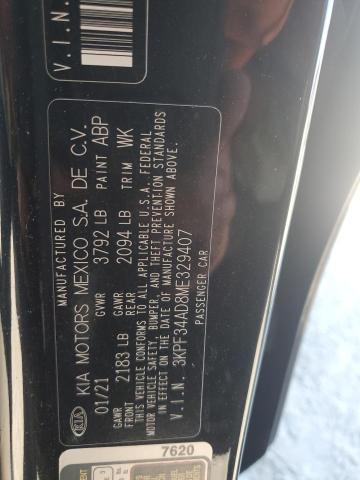 V.I.N.
MANUFACTURED BY
KIA KIA MOTORS MEXICO S.A. DE C.V.
01/21 GVWR 3792 LB PAINT ABP
GAWR FRONT 2183 LB GAWR REAR 2094 LB TRIM WK
THIS VEHICLE CONFORMS TO ALL APPLICABLE U.S.A. FEDERAL
MOTOR VEHICLE SAFETY, BUMPER, AND THEFT PREVENTION STANDARDS
IN EFFECT ON THE DATE OF MANUFACTURE SHOWN ABOVE.
V.I.N. 3KPF34AD8ME329407
PASSENGER CAR
7620